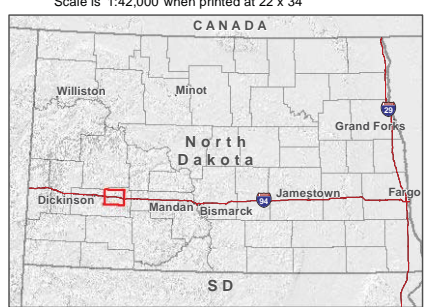 Scale is 1:42,000 when printed at 22 x 34
CANADA
Williston
Minot
29
Grand Forks
North
Dakota
Dickinson
Mandan
Bismarck
94
Jamestown
Fargo
SD